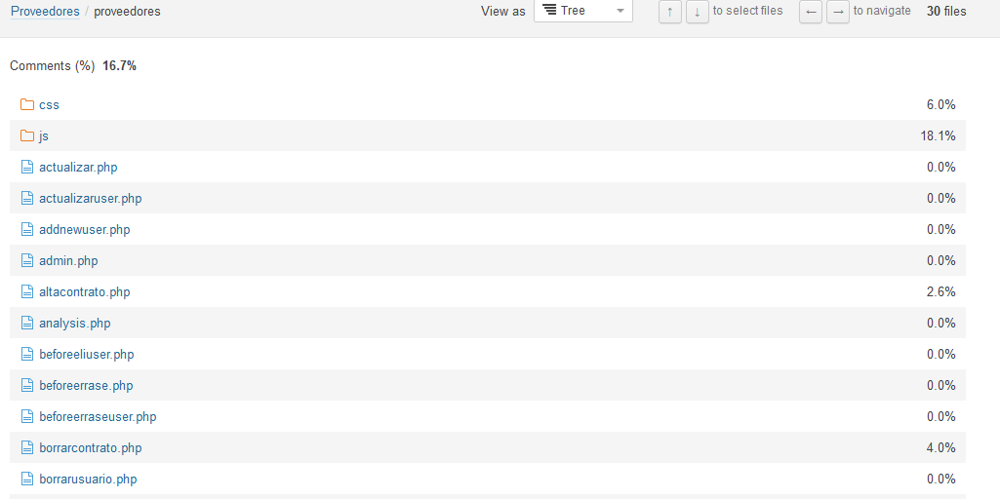 Proveedores / proveedores View as Tree ↑ ↓ to select files ← → to navigate 30 files
Comments (%) 16.7%
css 6.0%
js 18.1%
actualizar.php 0.0%
actualizaruser.php 0.0%
addnewuser.php 0.0%
admin.php 0.0%
altacontrato.php 2.6%
analysis.php 0.0%
beforeeliuser.php 0.0%
beforeerrase.php 0.0%
beforeerraseuser.php 0.0%
borrarcontrato.php 4.0%
borrarusuario.php 0.0%